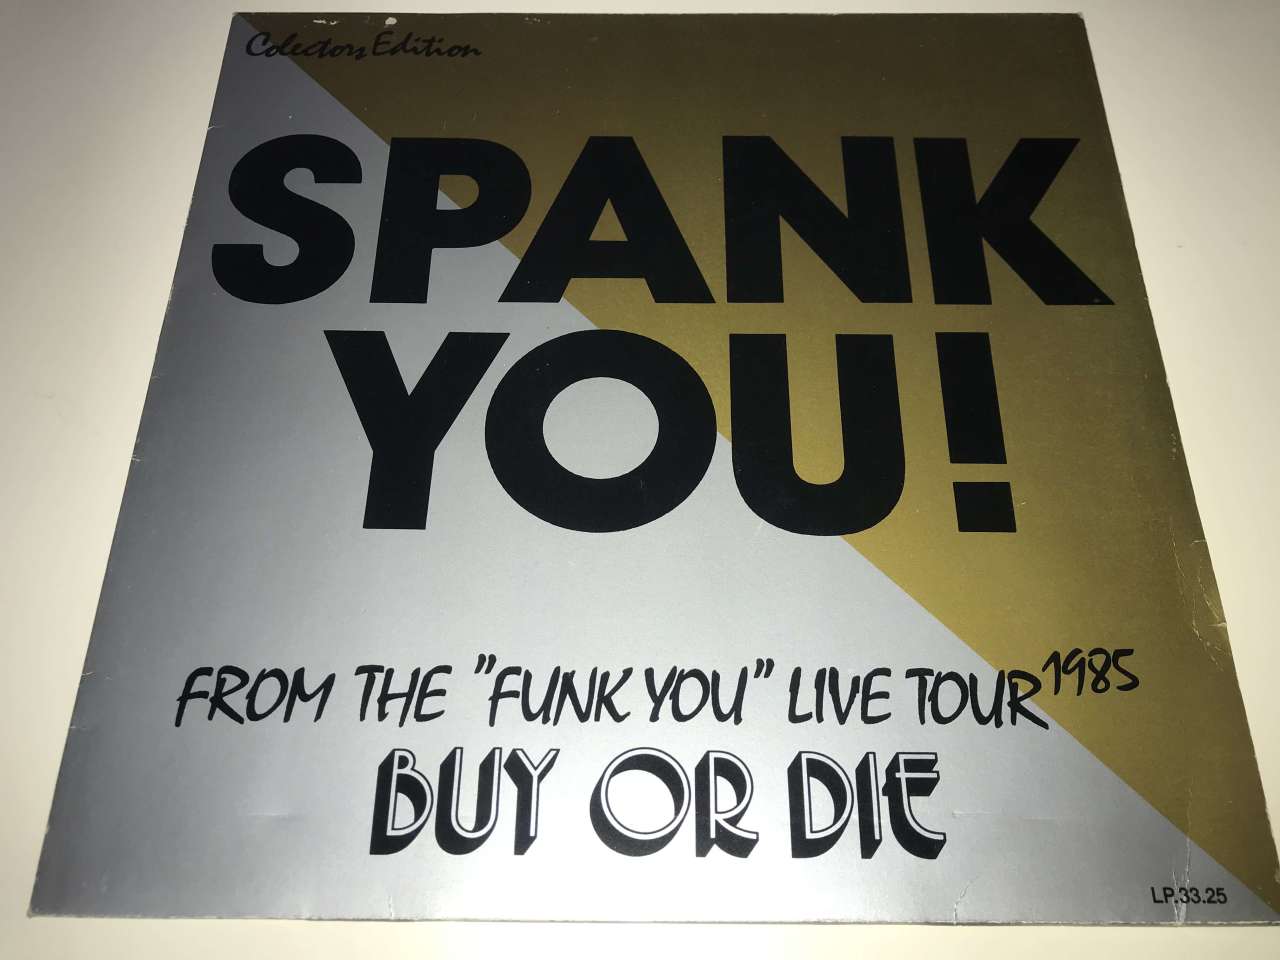 Colectors Edition
SPANK
YOU!
FROM THE "FUNK YOU" LIVE TOUR 1985
BUY OR DIE
LP.33.25